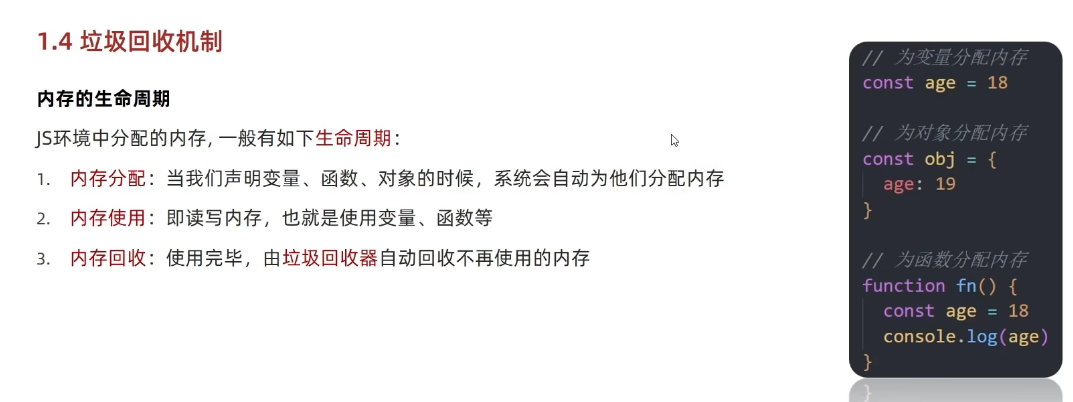 1.4 垃圾回收机制
内存的生命周期
JS环境中分配的内存, 一般有如下生命周期：
1. 内存分配：当我们声明变量、函数、对象的时候，系统会自动为他们分配内存
2. 内存使用：即读写内存，也就是使用变量、函数等
3. 内存回收：使用完毕，由垃圾回收器自动回收不再使用的内存
// 为变量分配内存
const age = 18
// 为对象分配内存
const obj = {
age: 19
}
// 为函数分配内存
function fn() {
const age = 18
console.log(age)
}